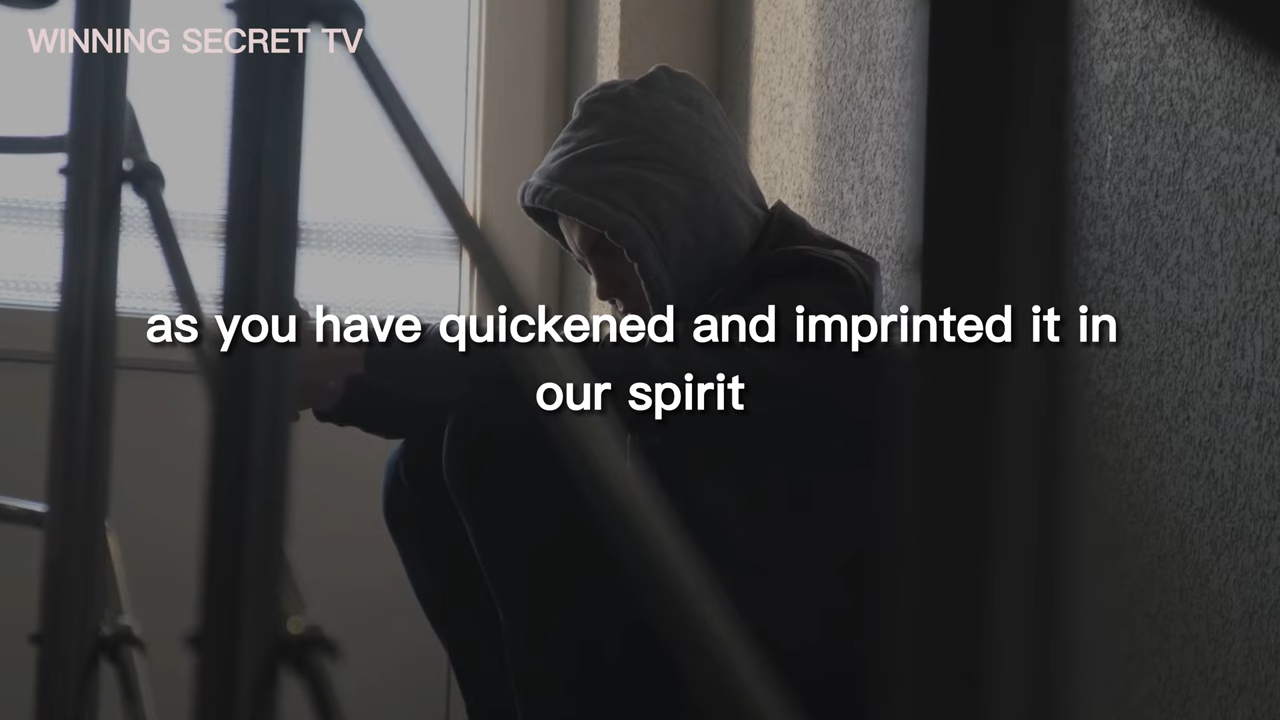 WINNING SECRET TV
as you have quickened and imprinted it in
our spirit